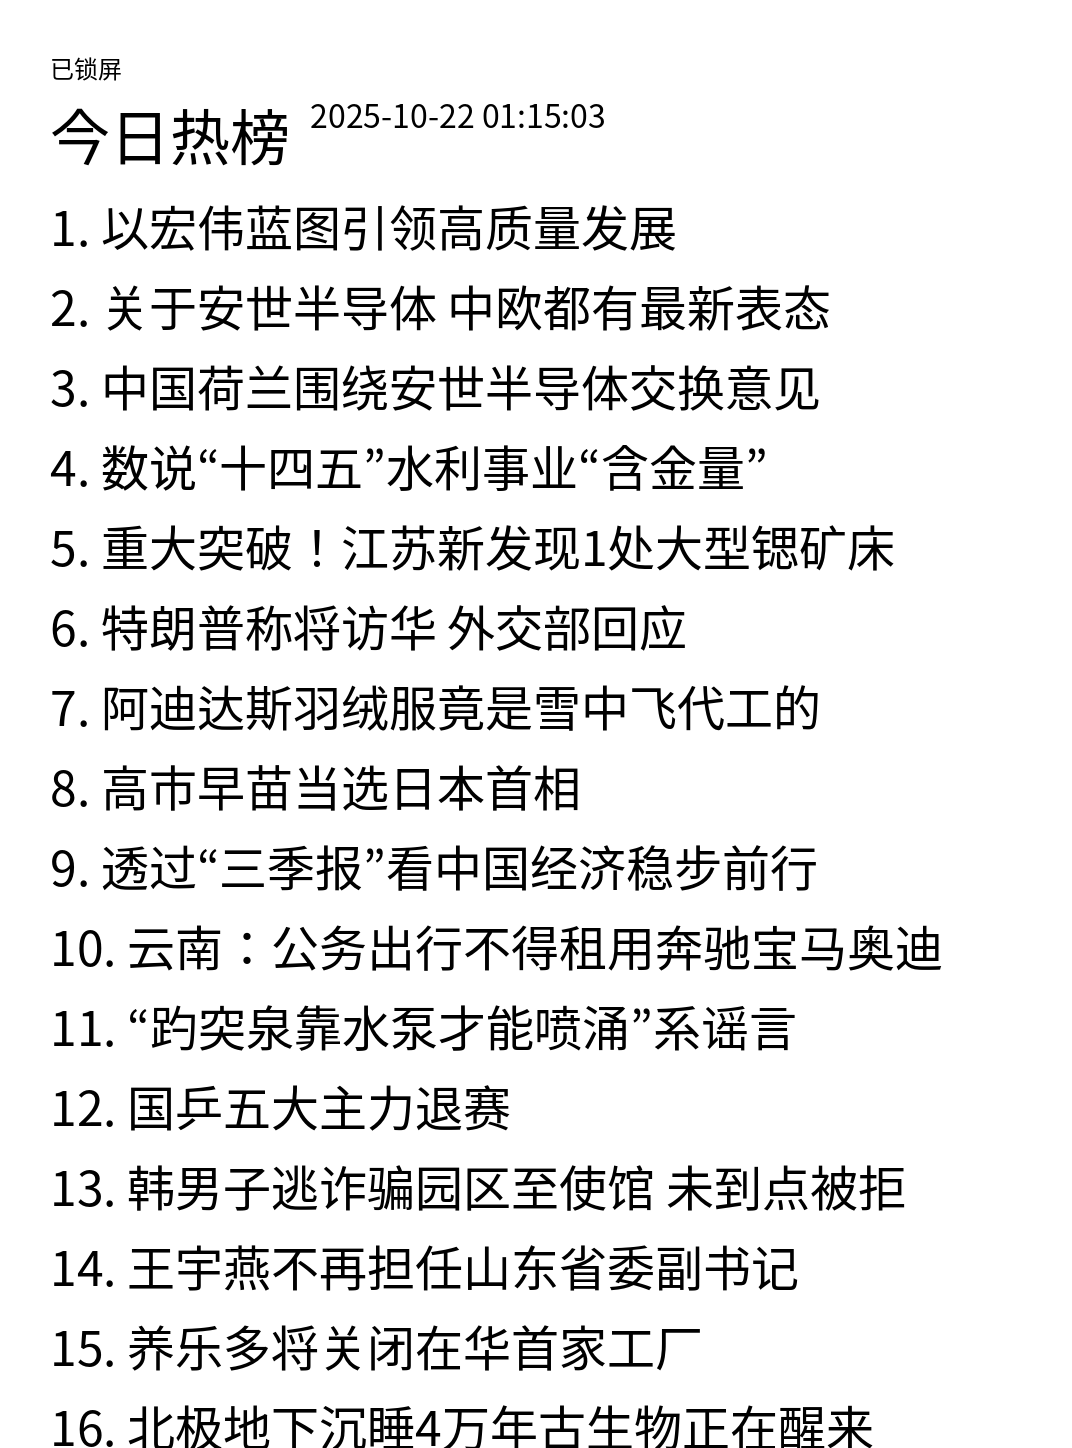 已锁屏
今日热榜 2025-10-22 01:15:03
1. 以宏伟蓝图引领高质量发展
2. 关于安世半导体 中欧都有最新表态
3. 中国荷兰围绕安世半导体交换意见
4. 数说“十四五”水利事业“含金量”
5. 重大突破！江苏新发现1处大型锶矿床
6. 特朗普称将访华 外交部回应
7. 阿迪达斯羽绒服竟是雪中飞代工的
8. 高市早苗当选日本首相
9. 透过“三季报”看中国经济稳步前行
10. 云南：公务出行不得租用奔驰宝马奥迪
11. “趵突泉靠水泵才能喷涌”系谣言
12. 国乒五大主力退赛
13. 韩男子逃诈骗园区至使馆 未到点被拒
14. 王宇燕不再担任山东省委副书记
15. 养乐多将关闭在华首家工厂
16. 北极地下沉睡4万年古生物正在醒来